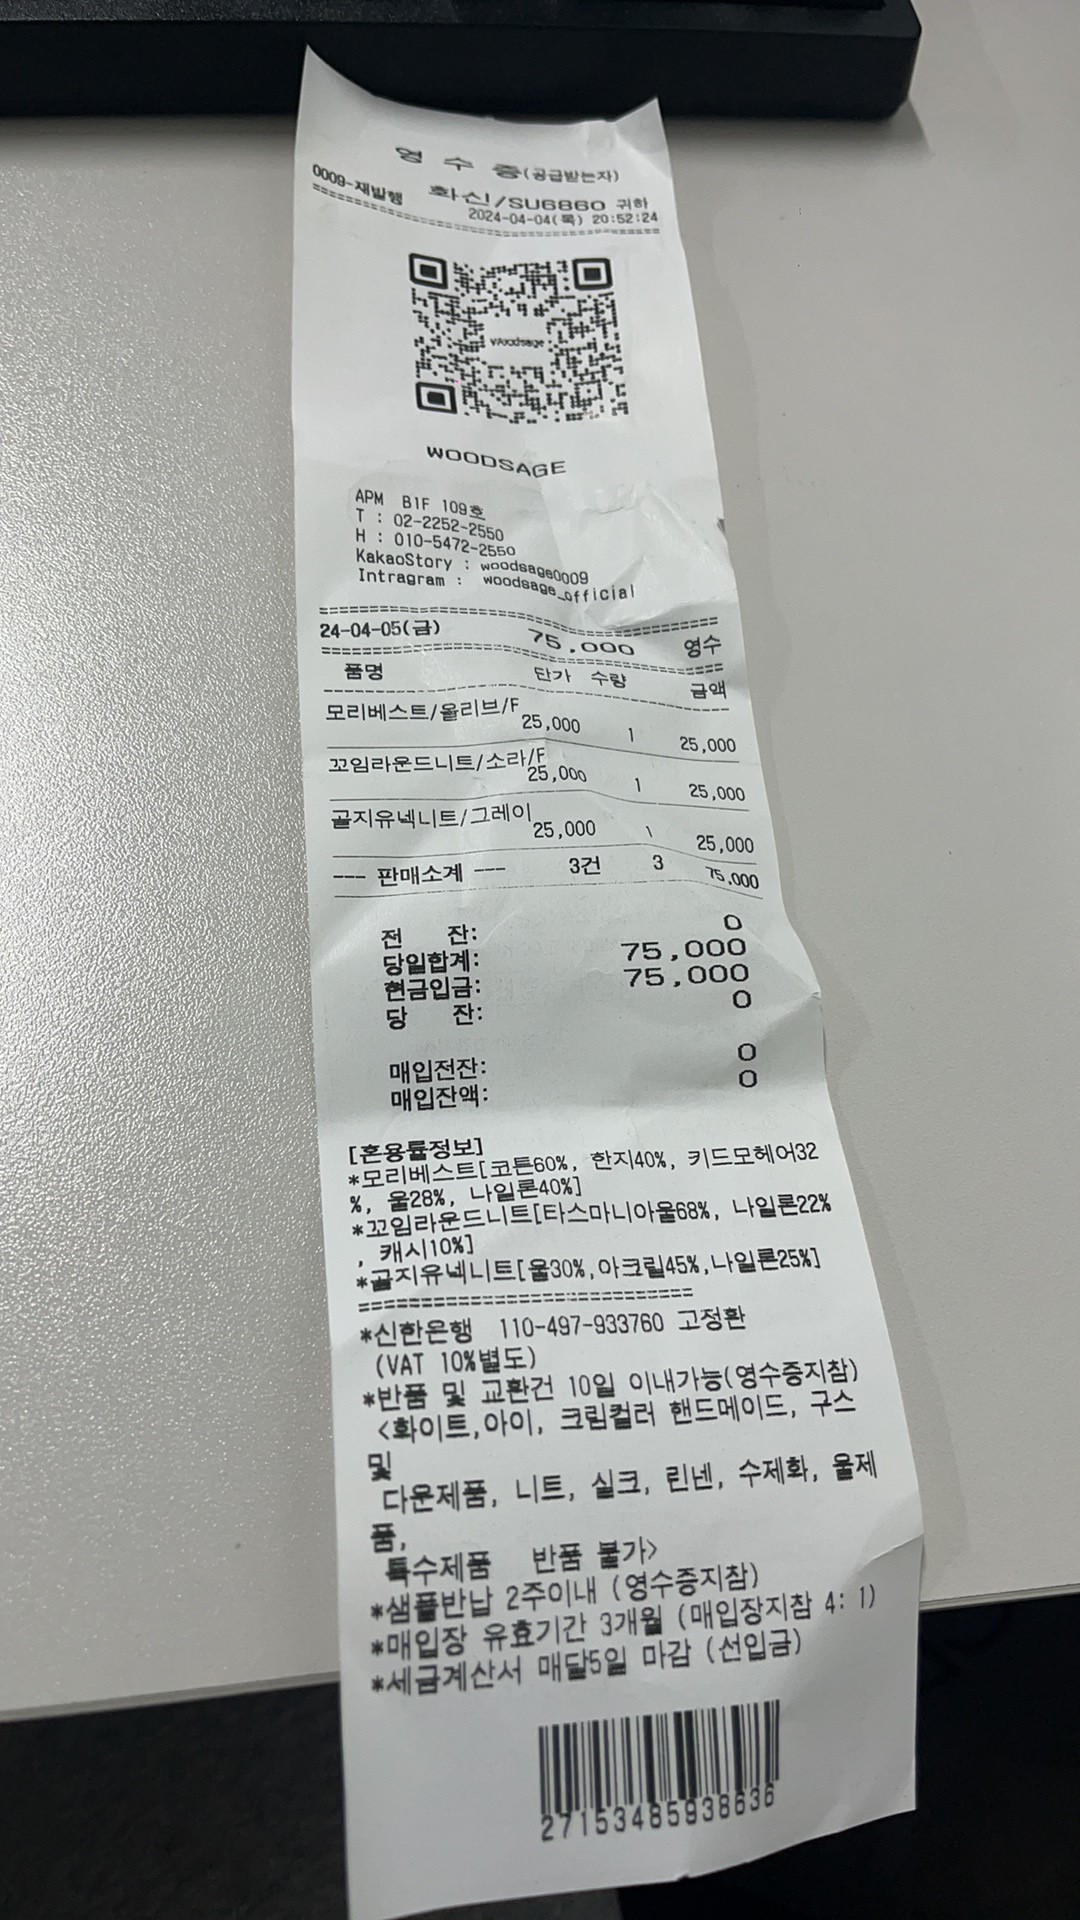 영 수 증(공급받는자)
0009-재발행 화신/SU6860 귀하
2024-04-04(목) 20:52:24
woodsage
WOODSAGE
APM B1F 109호
T : 02-2252-2550
H : 010-5472-2550
KakaoStory : woodsage0009
Intragram : woodsage_official
24-04-05(금) 75,000 영수
품명 단가 수량 금액
모리베스트/올리브/F
25,000 1 25,000
꼬임라운드니트/소라/F
25,000 1 25,000
골지유넥니트/그레이
25,000 1 25,000
--- 판매소계 --- 3건 3 75,000
전 잔: 0
당일합계: 75,000
현금입금: 75,000
당 잔: 0
매입전잔: 0
매입잔액: 0
[혼용률정보]
*모리베스트[코튼60%, 한지40%, 키드모헤어32
%, 울28%, 나일론40%]
*꼬임라운드니트[타스마니아울68%, 나일론22%
, 캐시10%]
*골지유넥니트[울30%,아크릴45%,나일론25%]
*신한은행 110-497-933760 고정환
(VAT 10%별도)
*반품 및 교환건 10일 이내가능(영수증지참)
<화이트,아이, 크림컬러 핸드메이드, 구스
및
다운제품, 니트, 실크, 린넨, 수제화, 울제
품,
특수제품 반품 불가>
*샘플반납 2주이내 (영수증지참)
*매입장 유효기간 3개월 (매입장지참 4: 1)
*세금계산서 매달5일 마감 (선입금)
27153485938636